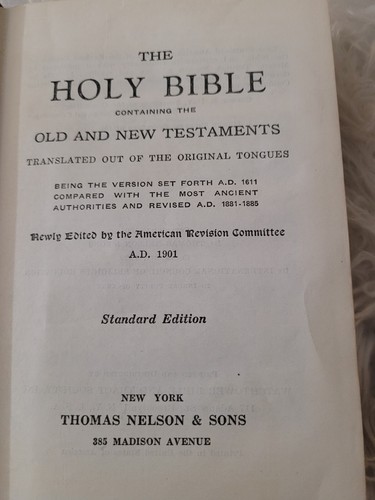 THE
HOLY BIBLE
CONTAINING THE
OLD AND NEW TESTAMENTS
TRANSLATED OUT OF THE ORIGINAL TONGUES
BEING THE VERSION SET FORTH A.D. 1611
COMPARED WITH THE MOST ANCIENT
AUTHORITIES AND REVISED A.D. 1881-1885
Newly Edited by the American Revision Committee
A.D. 1901
Standard Edition
NEW YORK
THOMAS NELSON & SONS
385 MADISON AVENUE